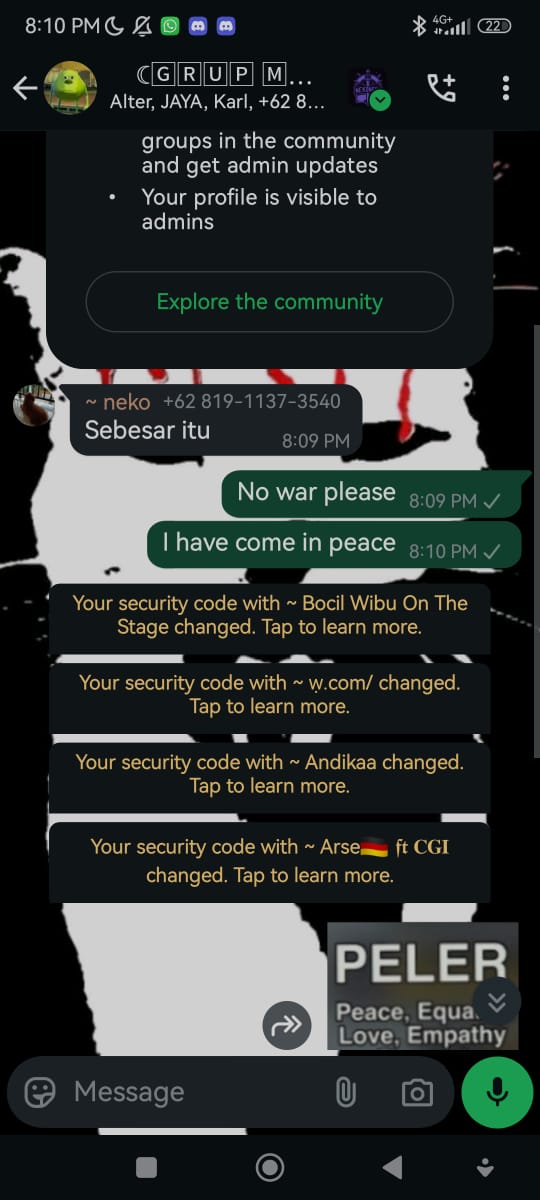 8:10 PM
4G+
22
☾🄶🅁🅄🄿 🄼...
Alter, JAYA, Karl, +62 8...
groups in the community
and get admin updates
• Your profile is visible to
admins
Explore the community
~ neko +62 819-1137-3540
Sebesar itu
8:09 PM
No war please
8:09 PM
I have come in peace
8:10 PM
Your security code with ~ Bocil Wibu On The
Stage changed. Tap to learn more.
Your security code with ~ ẉ.com/ changed.
Tap to learn more.
Your security code with ~ Andikaa changed.
Tap to learn more.
Your security code with ~ Arse🇩🇪 ft 𝐂𝐆𝐈
changed. Tap to learn more.
PELER
Peace, Equa
Love, Empathy
Message